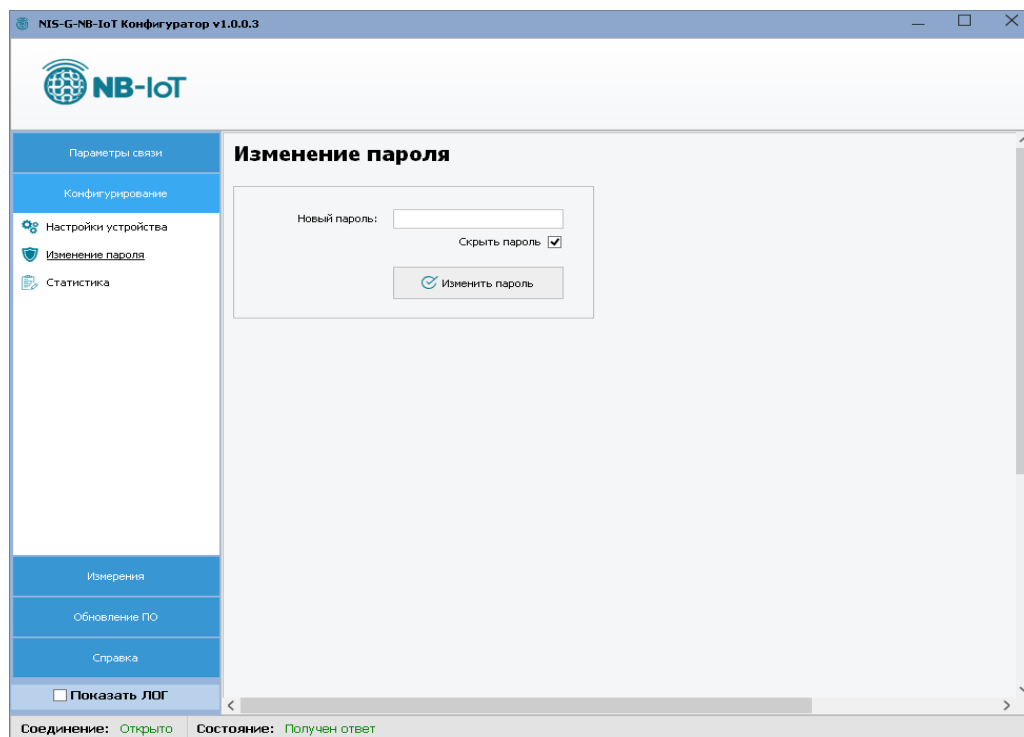 NIS-G-NB-IoT Конфигуратор v1.0.0.3
NB-IoT
Параметры связи
Конфигурирование
Настройки устройства
Изменение пароля
Статистика
Измерения
Обновление ПО
Справка
Показать ЛОГ
Изменение пароля
Новый пароль:
Скрыть пароль
Изменить пароль
Соединение: Открыто Состояние: Получен ответ